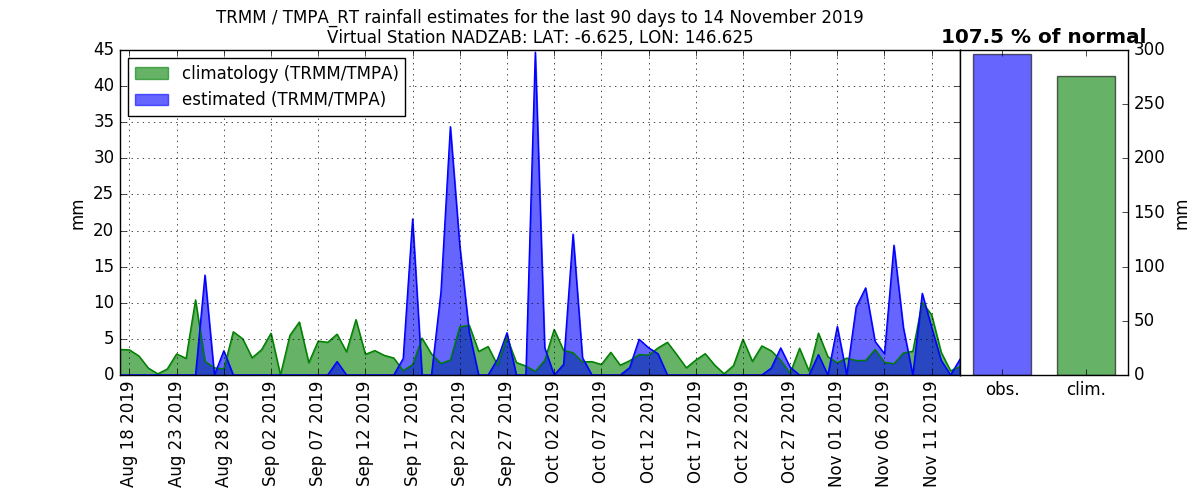 TRMM / TMPA_RT rainfall estimates for the last 90 days to 14 November 2019
Virtual Station NADZAB: LAT: -6.625, LON: 146.625
107.5 % of normal
climatology (TRMM/TMPA)
estimated (TRMM/TMPA)
mm
45
40
35
30
25
20
15
10
5
0
Aug 18 2019
Aug 23 2019
Aug 28 2019
Sep 02 2019
Sep 07 2019
Sep 12 2019
Sep 17 2019
Sep 22 2019
Sep 27 2019
Oct 02 2019
Oct 07 2019
Oct 12 2019
Oct 17 2019
Oct 22 2019
Oct 27 2019
Nov 01 2019
Nov 06 2019
Nov 11 2019
obs.
clim.
300
250
200
150
100
50
0
mm